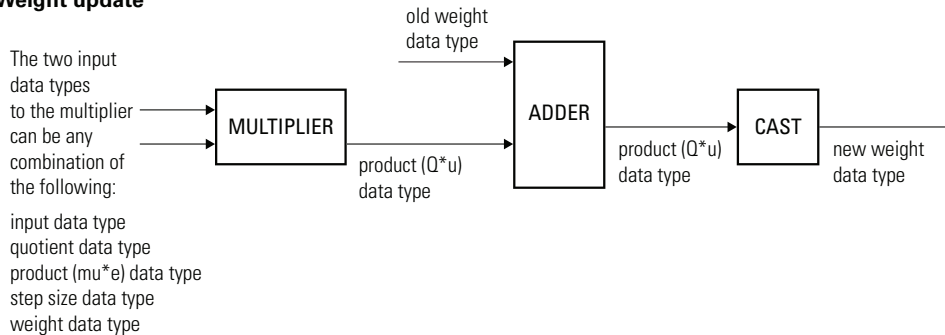 Weight update
The two input
data types
to the multiplier
can be any
combination of
the following:
input data type
quotient data type
product (mu*e) data type
step size data type
weight data type
MULTIPLIER
product (Q*u)
data type
old weight
data type
ADDER
product (Q*u)
data type
CAST
new weight
data type